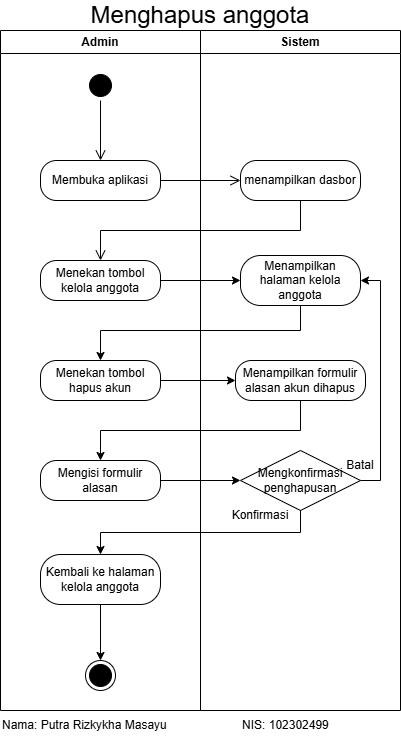 Menghapus anggota
Admin
Sistem
Membuka aplikasi
menampilkan dasbor
Menekan tombol
kelola anggota
Menampilkan
halaman kelola
anggota
Menekan tombol
hapus akun
Menampilkan formulir
alasan akun dihapus
Mengisi formulir
alasan
Mengkonfirmasi
penghapusan
Batal
Konfirmasi
Kembali ke halaman
kelola anggota
Nama: Putra Rizkykha Masayu
NIS: 102302499